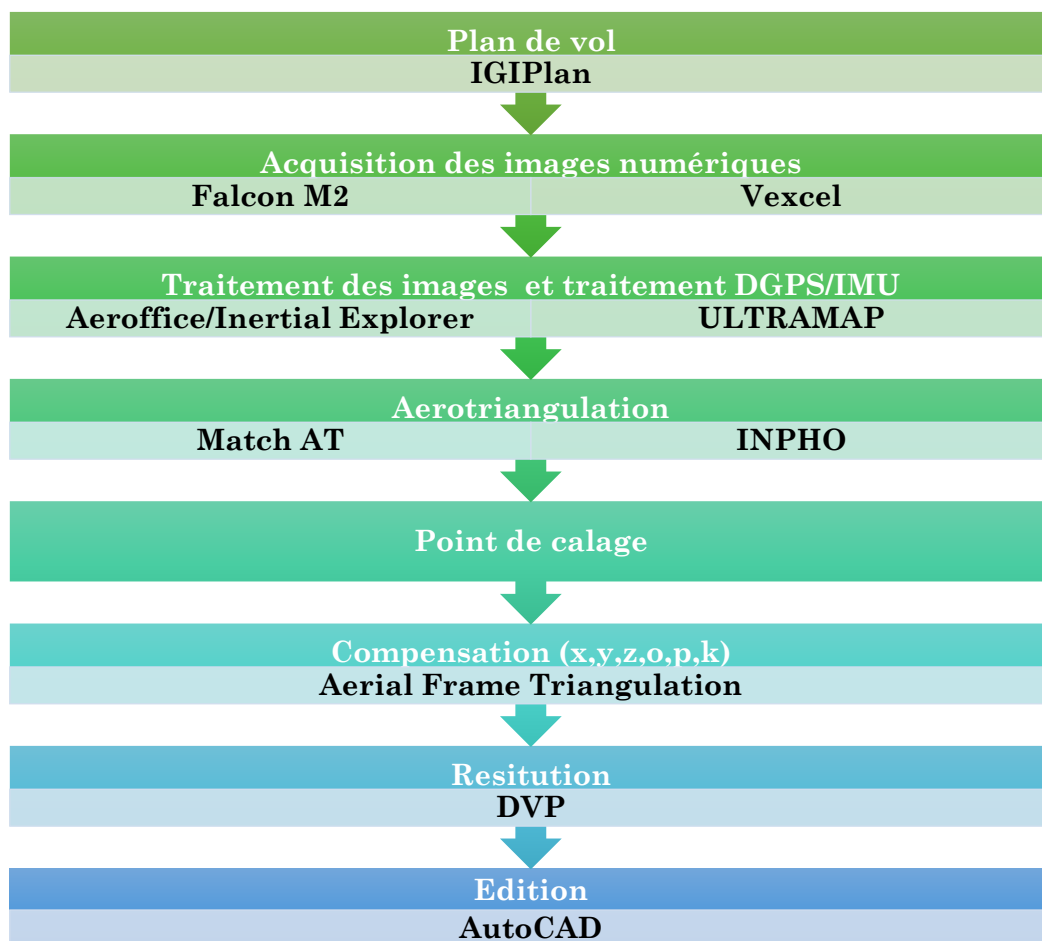 Plan de vol
IGIPlan
Acquisition des images numériques
Falcon M2
Vexcel
Traitement des images et traitement DGPS/IMU
Aeroffice/Inertial Explorer
ULTRAMAP
Aerotriangulation
Match AT
INPHO
Point de calage
Compensation (x,y,z,o,p,k)
Aerial Frame Triangulation
Resitution
DVP
Edition
AutoCAD